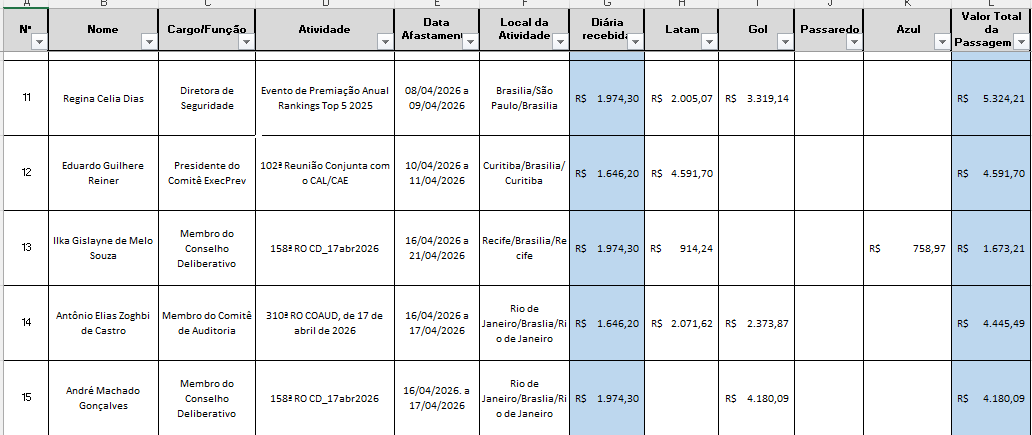 A B C D E F G H I J K L
Nº Nome Cargo/Função Atividade Data Local da Diária Latam Gol Passaredo Azul Valor Total
Afastament Atividade recebida da
Passagem
11 Regina Celia Dias Diretora de Evento de Premiação Anual 08/04/2026 a Brasilia/São R$ 1.974,30 R$ 2.005,07 R$ 3.319,14 R$ 5.324,21
Seguridade Rankings Top 5 2025 09/04/2026 Paulo/Brasilia
12 Eduardo Guilhere Presidente do 102ª Reunião Conjunta com 10/04/2026 a Curitiba/Brasilia/ R$ 1.646,20 R$ 4.591,70 R$ 4.591,70
Reiner Comitê ExecPrev o CAL/CAE 11/04/2026 Curitiba
13 Ilka Gislayne de Melo Membro do 158ª RO CD_17abr2026 16/04/2026 a Recife/Brasilia/Re R$ 1.974,30 R$ 914,24 R$ 758,97 R$ 1.673,21
Souza Conselho 21/04/2026 cife
Deliberativo
14 Antônio Elias Zoghbi Membro do Comitê 310ª RO COAUD, de 17 de 16/04/2026 a Rio de R$ 1.646,20 R$ 2.071,62 R$ 2.373,87 R$ 4.445,49
de Castro de Auditoria abril de 2026 17/04/2026 Janeiro/Braslia/Ri
o de Janeiro
15 André Machado Membro do 158ª RO CD_17abr2026 16/04/2026. a Rio de R$ 1.974,30 R$ 4.180,09 R$ 4.180,09
Gonçalves Conselho 17/04/2026 Janeiro/Braslia/Ri
Deliberativo o de Janeiro